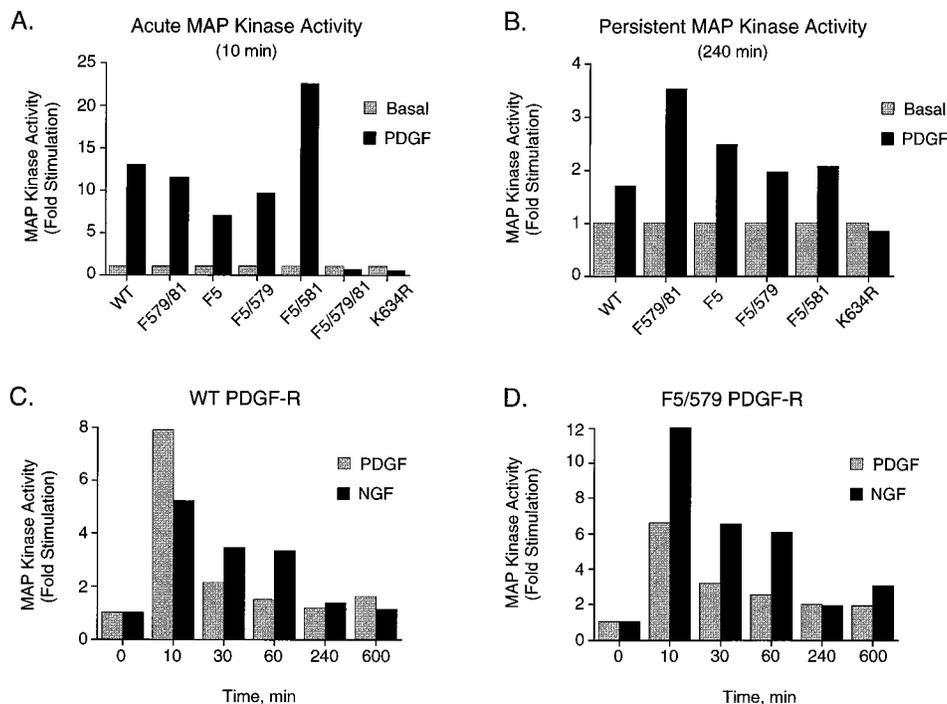 A.
Acute MAP Kinase Activity
(10 min)
MAP Kinase Activity
(Fold Stimulation)
25
20
15
10
5
0
Basal
PDGF
WT
F579/81
F5
F5/579
F5/581
F5/579/81
K634R
B.
Persistent MAP Kinase Activity
(240 min)
MAP Kinase Activity
(Fold Stimulation)
4
3
2
1
0
Basal
PDGF
WT
F579/81
F5
F5/579
F5/581
K634R
C.
WT PDGF-R
MAP Kinase Activity
(Fold Stimulation)
8
6
4
2
0
PDGF
NGF
0 10 30 60 240 600
Time, min
D.
F5/579 PDGF-R
MAP Kinase Activity
(Fold Stimulation)
12
10
8
6
4
2
0
PDGF
NGF
0 10 30 60 240 600
Time, min